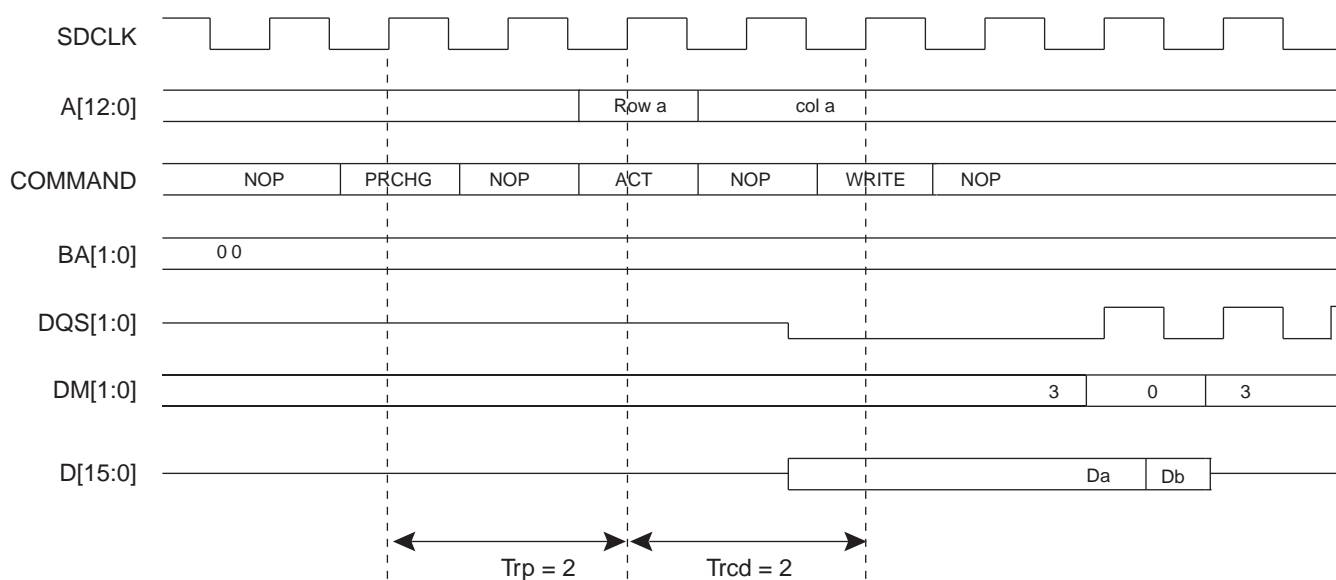 SDCLK
A[12:0] Row a col a
COMMAND NOP PRCHG NOP ACT NOP WRITE NOP
BA[1:0] 0 0
DQS[1:0]
DM[1:0] 3 0 3
D[15:0] Da Db
Trp = 2 Trcd = 2